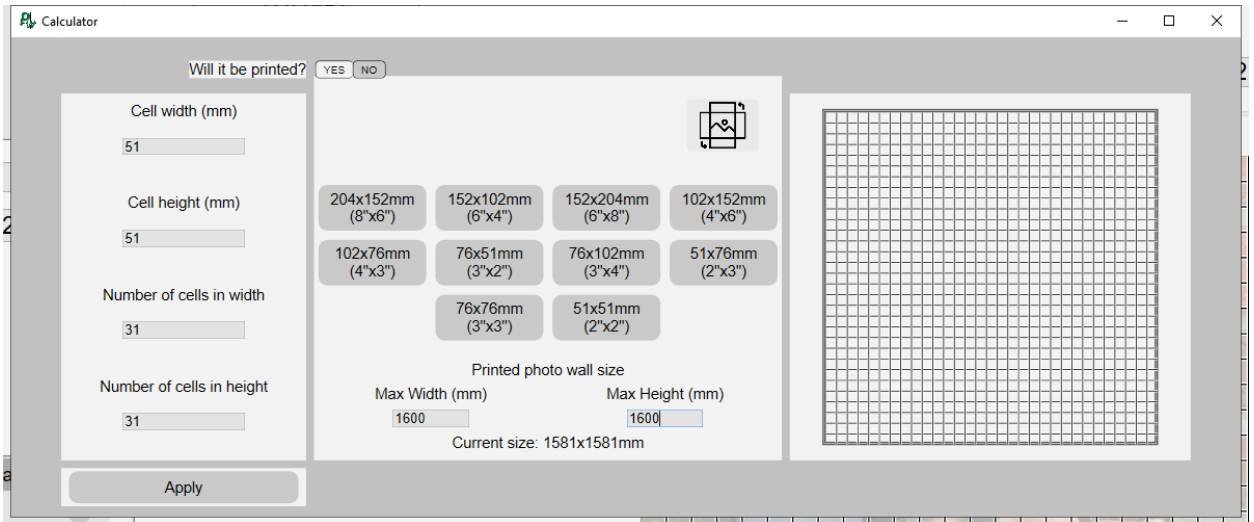 Calculator
Will it be printed?
YES NO
Cell width (mm)
51
Cell height (mm)
51
Number of cells in width
31
Number of cells in height
31
Apply
204x152mm
(8"x6")
152x102mm
(6"x4")
152x204mm
(6"x8")
102x152mm
(4"x6")
102x76mm
(4"x3")
76x51mm
(3"x2")
76x102mm
(3"x4")
51x76mm
(2"x3")
76x76mm
(3"x3")
51x51mm
(2"x2")
Printed photo wall size
Max Width (mm)
1600
Max Height (mm)
1600
Current size: 1581x1581mm